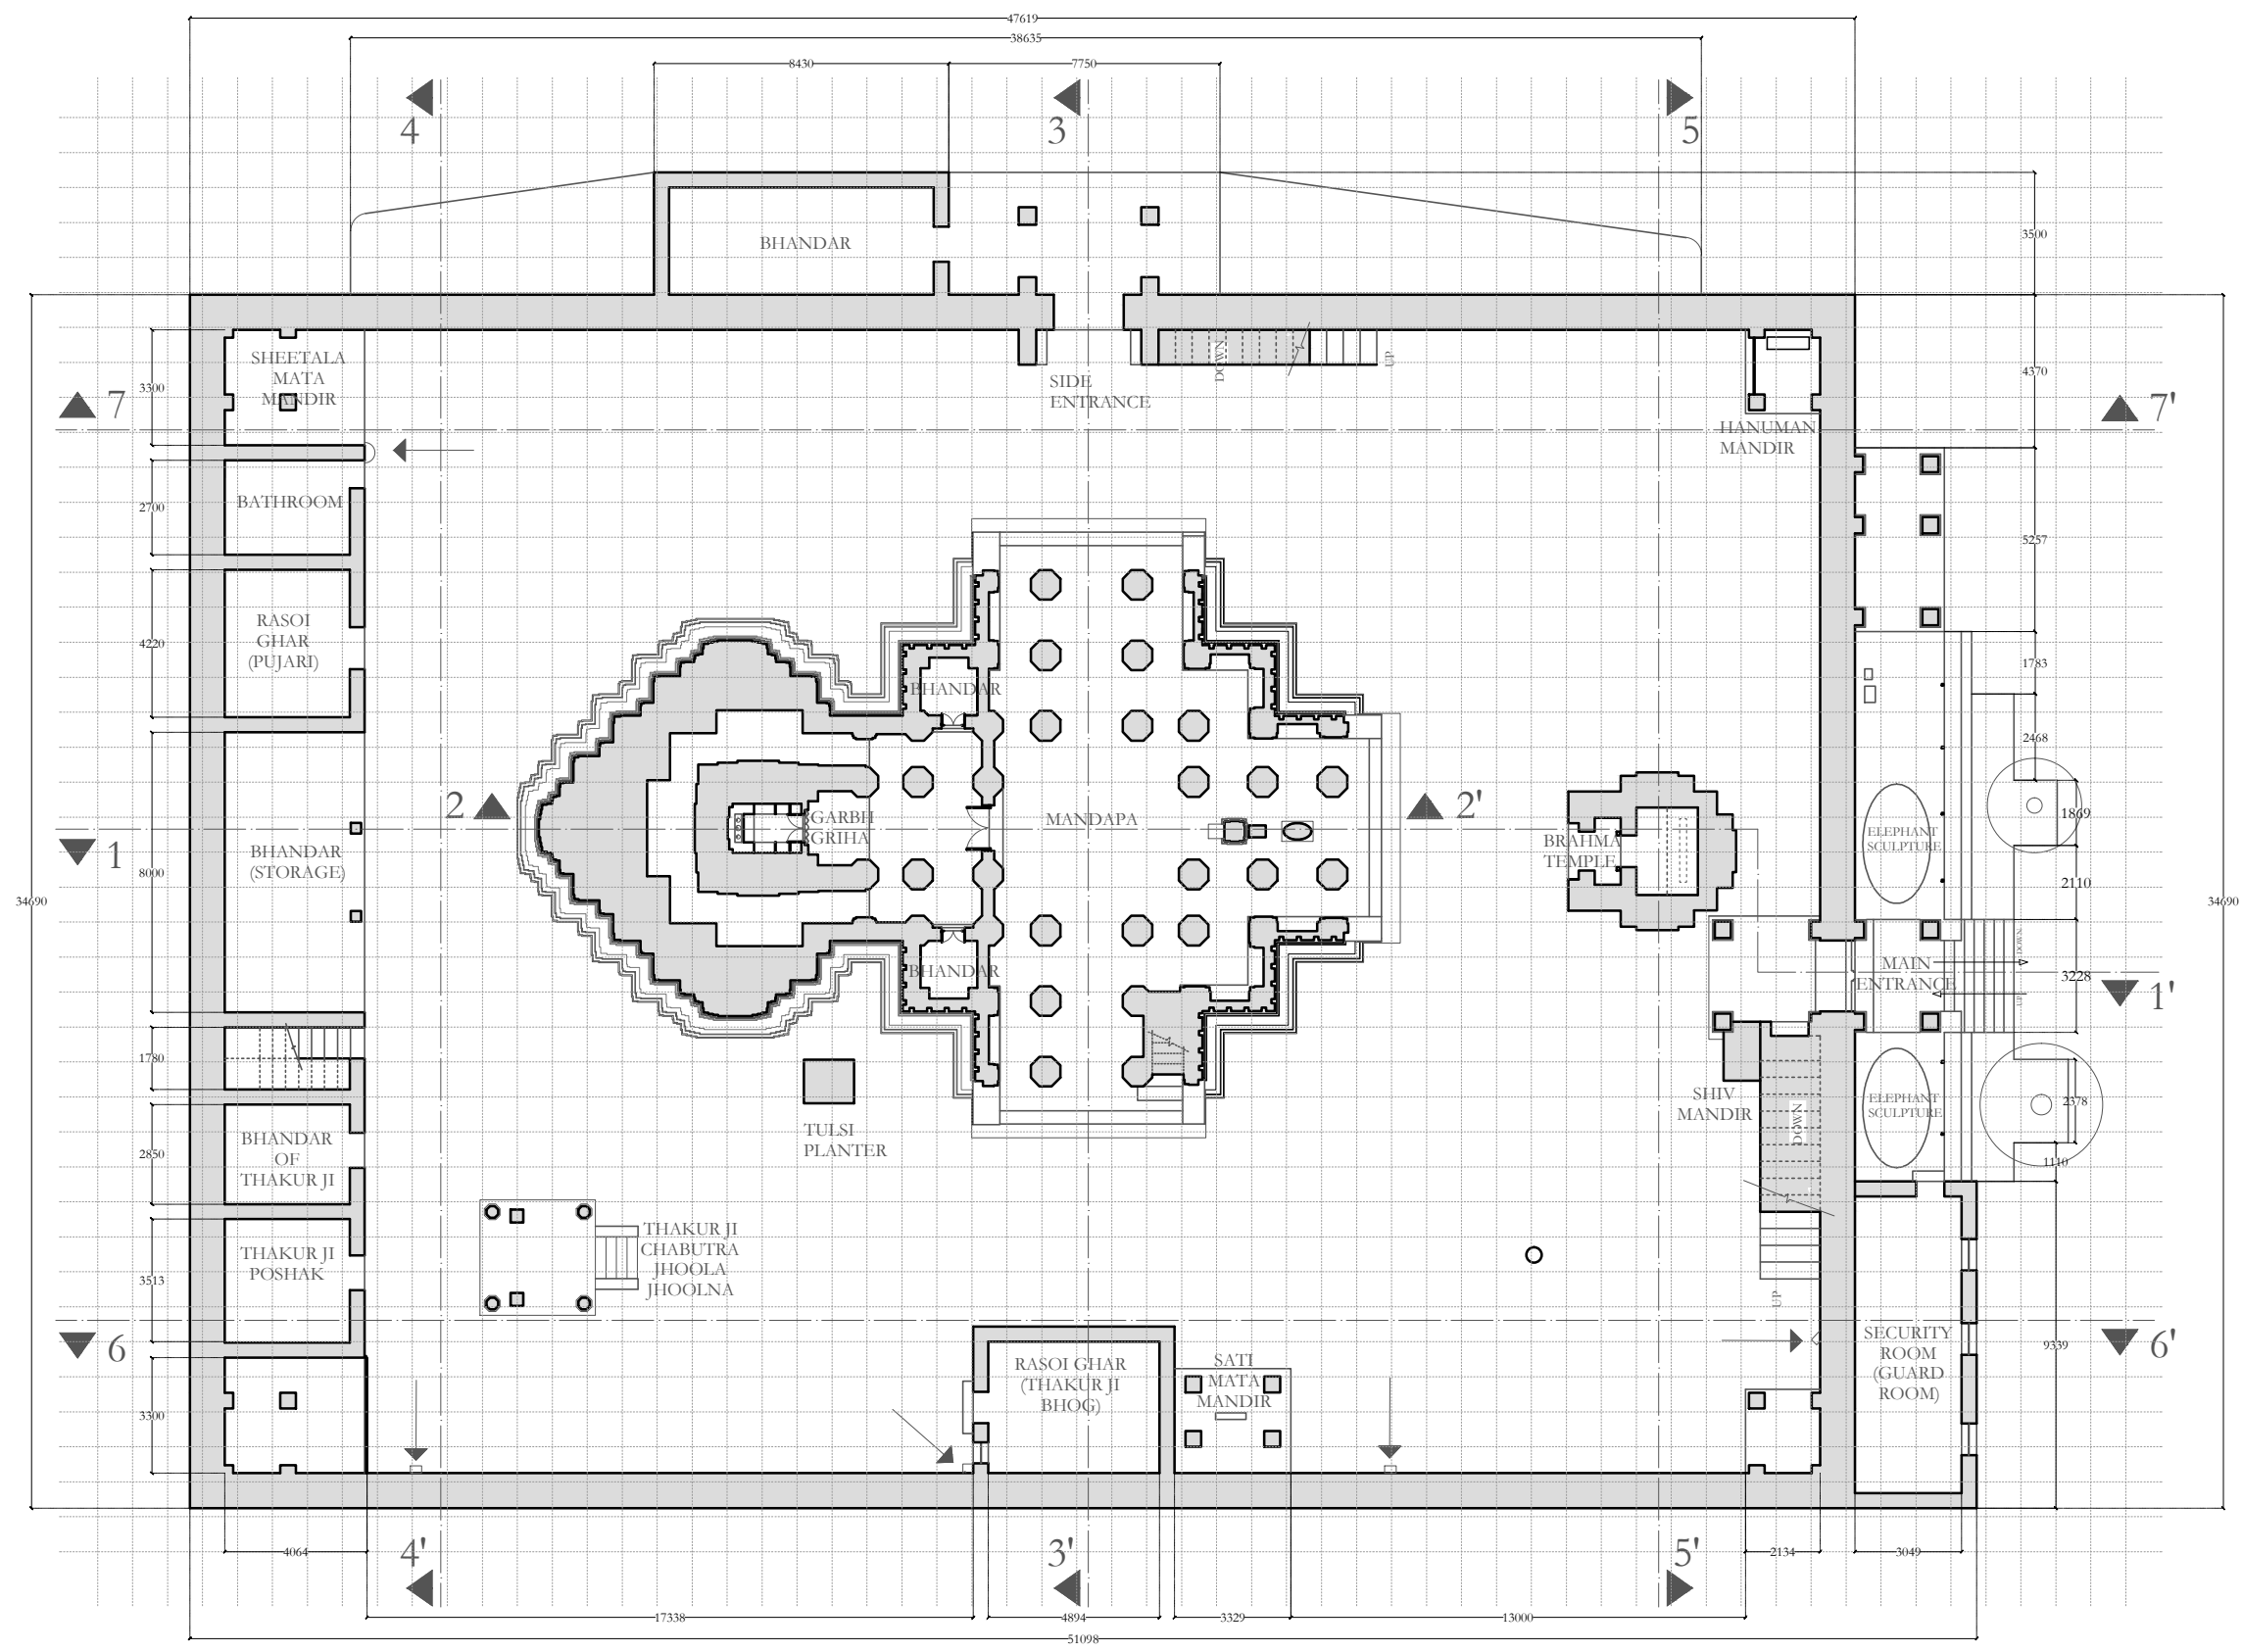 47619
38635
8430
7750
4
3
5
3500
BHANDAR
SHEETALA
MATA
MANDIR
3300
DOWN
UP
SIDE
ENTRANCE
4370
7
7'
HANUMAN
MANDIR
BATHROOM
2700
5257
RASOI
GHAR
(PUJARI)
4220
1783
BHANDAR
2468
2
2'
GARBH
GRIHA
MANDAPA
1869
ELEPHANT
SCULPTURE
BRAHMA
TEMPLE
1
BHANDAR
(STORAGE)
8000
2110
34690
34690
DOWN
BHANDAR
MAIN
ENTRANCE
3228
UP
1'
1780
SHIV
MANDIR
DOWN
ELEPHANT
SCULPTURE
2378
TULSI
PLANTER
BHANDAR
OF
THAKUR JI
2850
1110
THAKUR JI
CHABUTRA
JHOOLA
JHOOLNA
THAKUR JI
POSHAK
3513
UP
6
6'
SECURITY
ROOM
(GUARD
ROOM)
9339
RASOI GHAR
(THAKUR JI
BHOG)
SATI
MATA
MANDIR
3300
4064
4'
3'
5'
2134
3049
17338
4894
3329
13000
51098